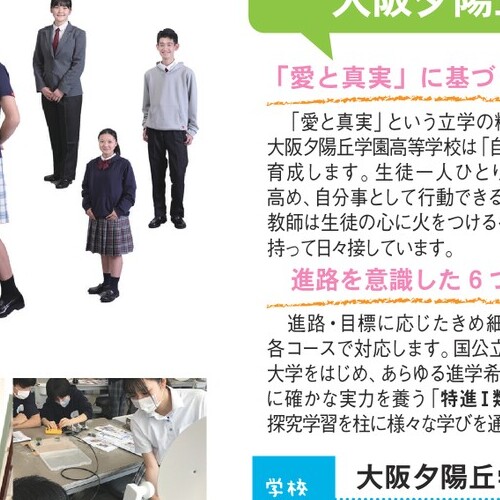 大阪夕陽丘
「愛と真実」に基づ
「愛と真実」という立学の精
大阪夕陽丘学園高等学校は「自
育成します。生徒一人ひとり
高め、自分事として行動できる
教師は生徒の心に火をつける
持って日々接しています。
進路を意識した6つ
進路・目標に応じたきめ細
各コースで対応します。国公立
大学をはじめ、あらゆる進学希
に確かな実力を養う「特進Ⅰ類
探究学習を柱に様々な学びを通
学校
大阪夕陽丘